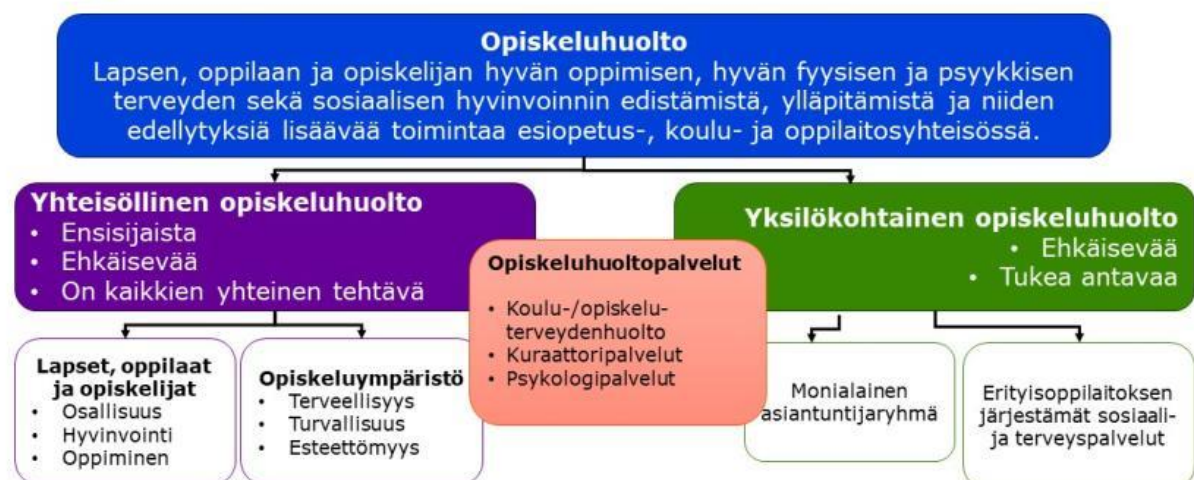 Opiskeluhuolto
Lapsen, oppilaan ja opiskelijan hyvän oppimisen, hyvän fyysisen ja psyykkisen
terveyden sekä sosiaalisen hyvinvoinnin edistämistä, ylläpitämistä ja niiden
edellytyksiä lisäävää toimintaa esiopetus-, koulu- ja oppilaitosyhteisössä.
Yhteisöllinen opiskeluhuolto
• Ensisijaista
• Ehkäisevää
• On kaikkien yhteinen tehtävä
Opiskeluhuoltopalvelut
• Koulu-/opiskelu-
terveydenhuolto
• Kuraattoripalvelut
• Psykologipalvelut
Yksilökohtainen opiskeluhuolto
• Ehkäisevää
• Tukea antavaa
Lapset, oppilaat
ja opiskelijat
• Osallisuus
• Hyvinvointi
• Oppiminen
Opiskeluympäristö
• Terveellisyys
• Turvallisuus
• Esteettömyys
Monialainen
asiantuntijaryhmä
Erityisoppilaitoksen
järjestämät sosiaali-
ja terveyspalvelut